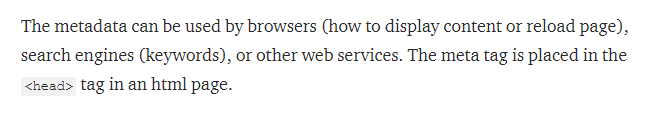 The metadata can be used by browsers (how to display content or reload page),
search engines (keywords), or other web services. The meta tag is placed in the
<head> tag in an html page.